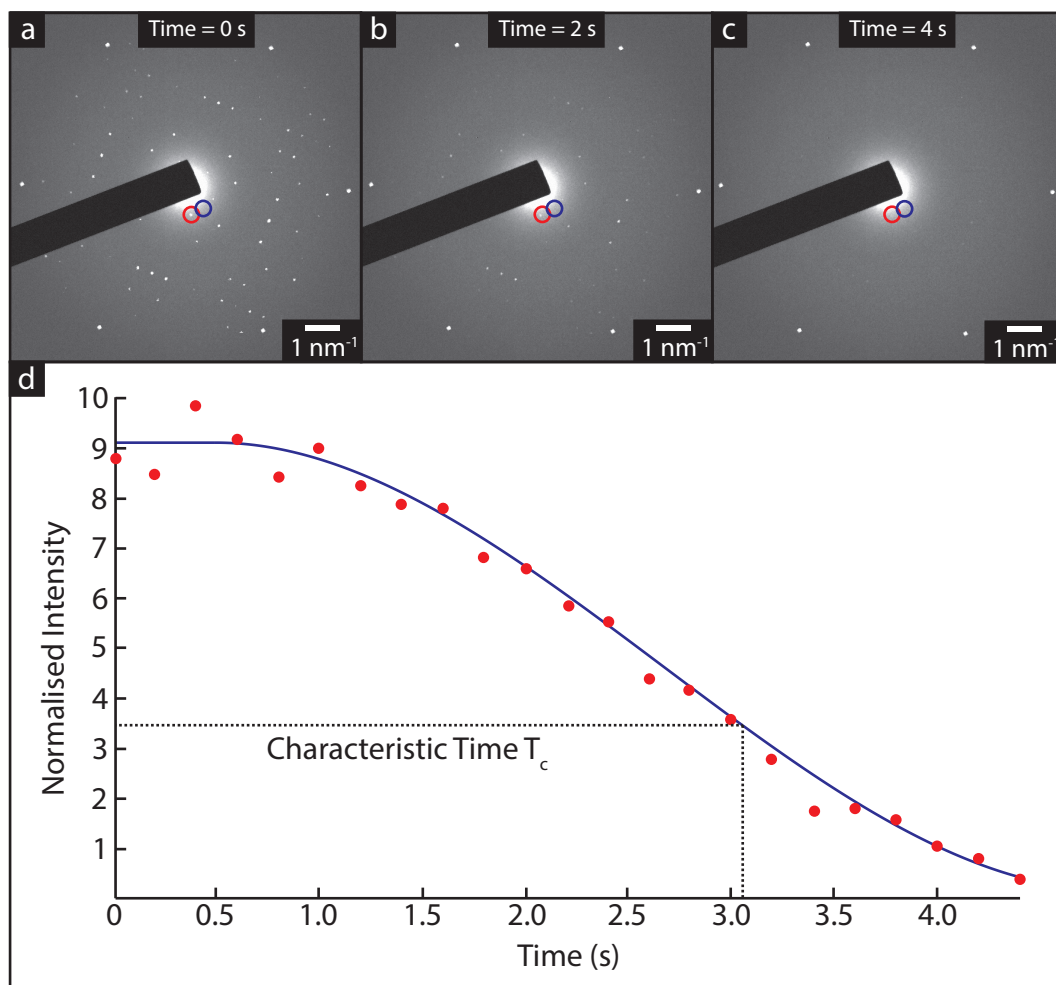 a
Time = 0 s
1 nm⁻¹
b
Time = 2 s
1 nm⁻¹
c
Time = 4 s
1 nm⁻¹
d
10
9
8
7
6
5
4
3
2
1
Normalised Intensity
Characteristic Time T_c
0 0.5 1.0 1.5 2.0 2.5 3.0 3.5 4.0
Time (s)